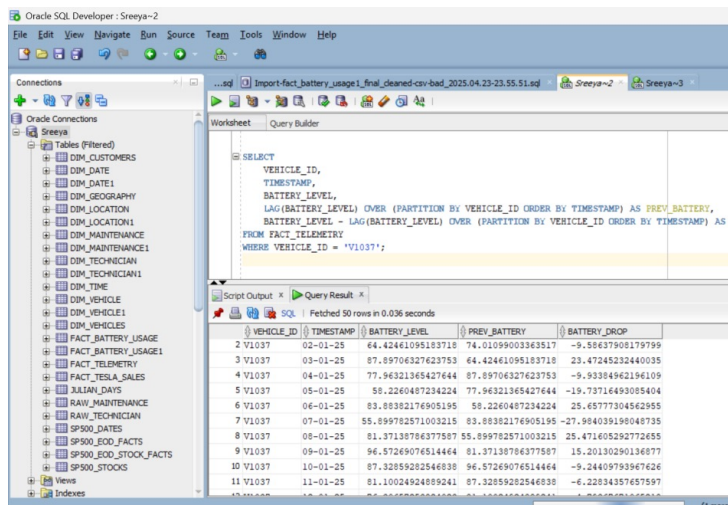 Oracle SQL Developer : Sreeya~2
File Edit View Navigate Run Source Team Tools Window Help
Connections
...sql Import-fact_battery_usage1_final_cleaned-csv-bad_2025.04.23-23.55.51.sql Sreeya~2 Sreeya~3
Oracle Connections
Sreeya
Tables (Filtered)
DIM_CUSTOMERS
DIM_DATE
DIM_DATE1
DIM_GEOGRAPHY
DIM_LOCATION
DIM_LOCATION1
DIM_MAINTENANCE
DIM_MAINTENANCE1
DIM_TECHNICIAN
DIM_TECHNICIAN1
DIM_TIME
DIM_VEHICLE
DIM_VEHICLE1
DIM_VEHICLES
FACT_BATTERY_USAGE
FACT_BATTERY_USAGE1
FACT_TESLA_SALES
JULIAN_DAYS
RAW_MAINTENANCE
RAW_TECHNICIAN
SP500_DATES
SP500_EOD_FACTS
SP500_EOD_STOCK_FACTS
SP500_STOCKS
Views
Indexes
Worksheet Query Builder
SELECT
VEHICLE_ID,
TIMESTAMP,
BATTERY_LEVEL,
LAG(BATTERY_LEVEL) OVER (PARTITION BY VEHICLE_ID ORDER BY TIMESTAMP) AS PREV_BATTERY,
BATTERY_LEVEL - LAG(BATTERY_LEVEL) OVER (PARTITION BY VEHICLE_ID ORDER BY TIMESTAMP) AS
FROM FACT_TELEMETRY
WHERE VEHICLE_ID = 'V1037';
Script Output Query Result
SQL | Fetched 50 rows in 0.036 seconds
VEHICLE_ID TIMESTAMP BATTERY_LEVEL PREV_BATTERY BATTERY_DROP
2 V1037 02-01-25 64.42461095183718 74.01099003363517 -9.58637908179799
3 V1037 03-01-25 87.89706327623753 64.42461095183718 23.47245232440035
4 V1037 04-01-25 77.96321365427644 87.89706327623753 -9.93384962196109
5 V1037 05-01-25 58.2260487234224 77.96321365427644 -19.73716493085404
6 V1037 06-01-25 83.88382176905195 58.2260487234224 25.65777304562955
7 V1037 07-01-25 55.899782571003215 83.88382176905195 -27.984039198048735
8 V1037 08-01-25 81.37138786377587 55.899782571003215 25.471605292772655
9 V1037 09-01-25 96.57269076514464 81.37138786377587 15.20130290136877
10 V1037 10-01-25 87.32859282546838 96.57269076514464 -9.24409793967626
11 V1037 11-01-25 81.10024924889241 87.32859282546838 -6.22834357657597